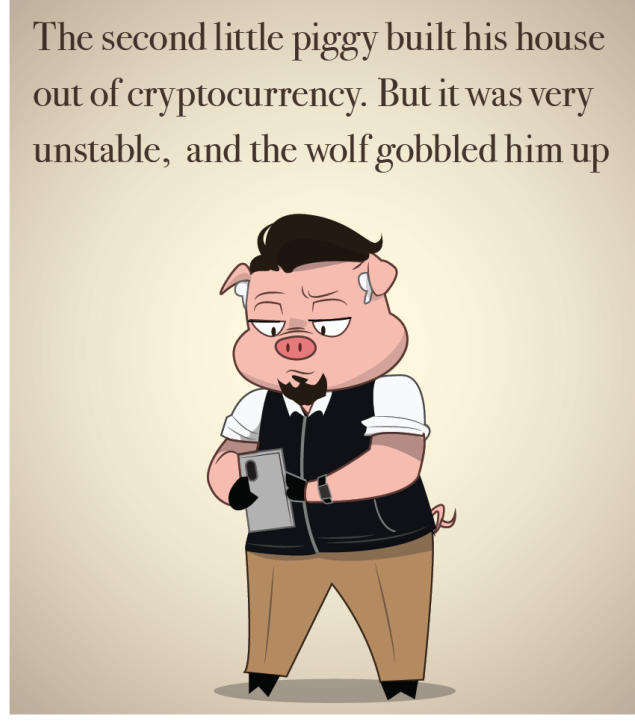 The second little piggy built his house
out of cryptocurrency. But it was very
unstable, and the wolf gobbled him up